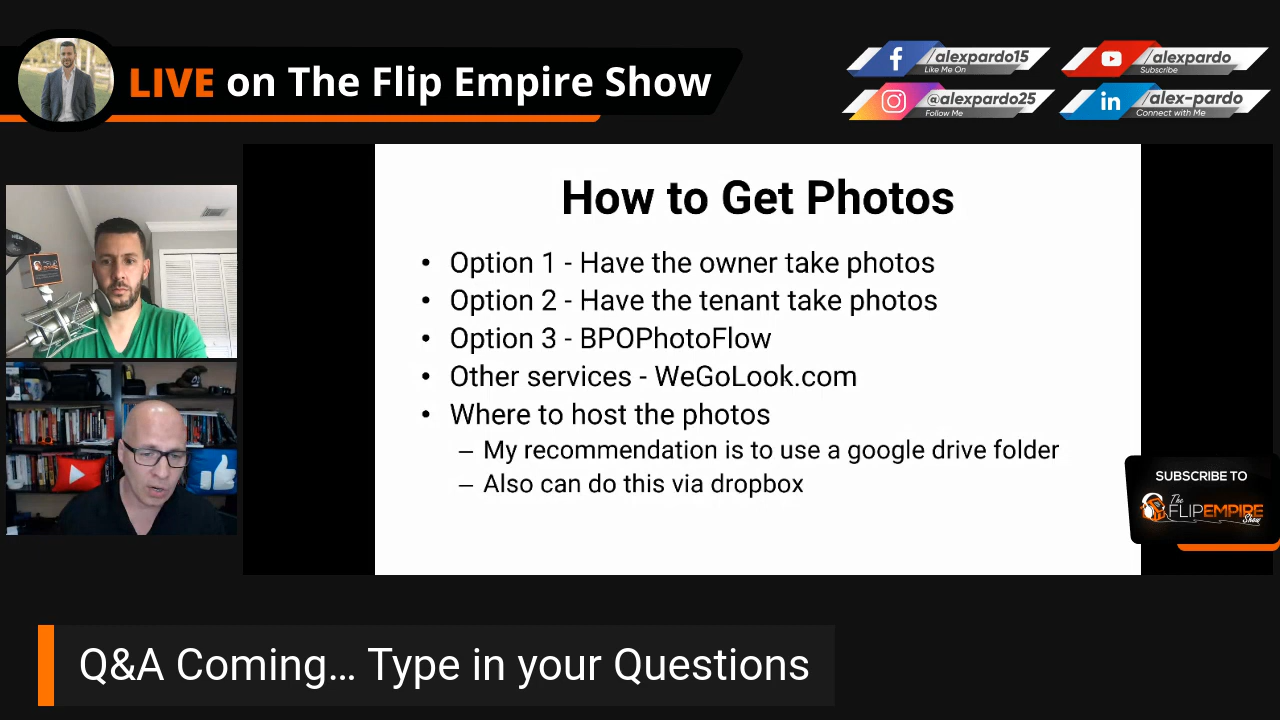 LIVE on The Flip Empire Show
/alexpardo15
Like Me On
/alexpardo
Subscribe
@alexpardo25
Follow Me
/alex-pardo
Connect with Me
How to Get Photos
• Option 1 - Have the owner take photos
• Option 2 - Have the tenant take photos
• Option 3 - BPOPhotoFlow
• Other services - WeGoLook.com
• Where to host the photos
– My recommendation is to use a google drive folder
– Also can do this via dropbox
SUBSCRIBE TO
The
FLIPEMPIRE
Show
Q&A Coming... Type in your Questions